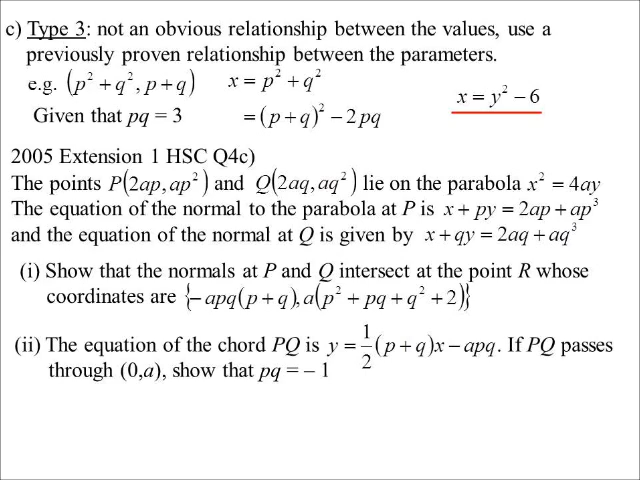 c) Type 3: not an obvious relationship between the values, use a
previously proven relationship between the parameters.
e.g. (p² + q², p + q) x = p² + q²
Given that pq = 3 = (p + q)² − 2pq x = y² − 6
2005 Extension 1 HSC Q4c)
The points P(2ap, ap²) and Q(2aq, aq²) lie on the parabola x² = 4ay
The equation of the normal to the parabola at P is x + py = 2ap + ap³
and the equation of the normal at Q is given by x + qy = 2aq + aq³
(i) Show that the normals at P and Q intersect at the point R whose
coordinates are {−apq(p + q), a(p² + pq + q² + 2)}
(ii) The equation of the chord PQ is y = 1/2 (p + q)x − apq. If PQ passes
through (0,a), show that pq = – 1